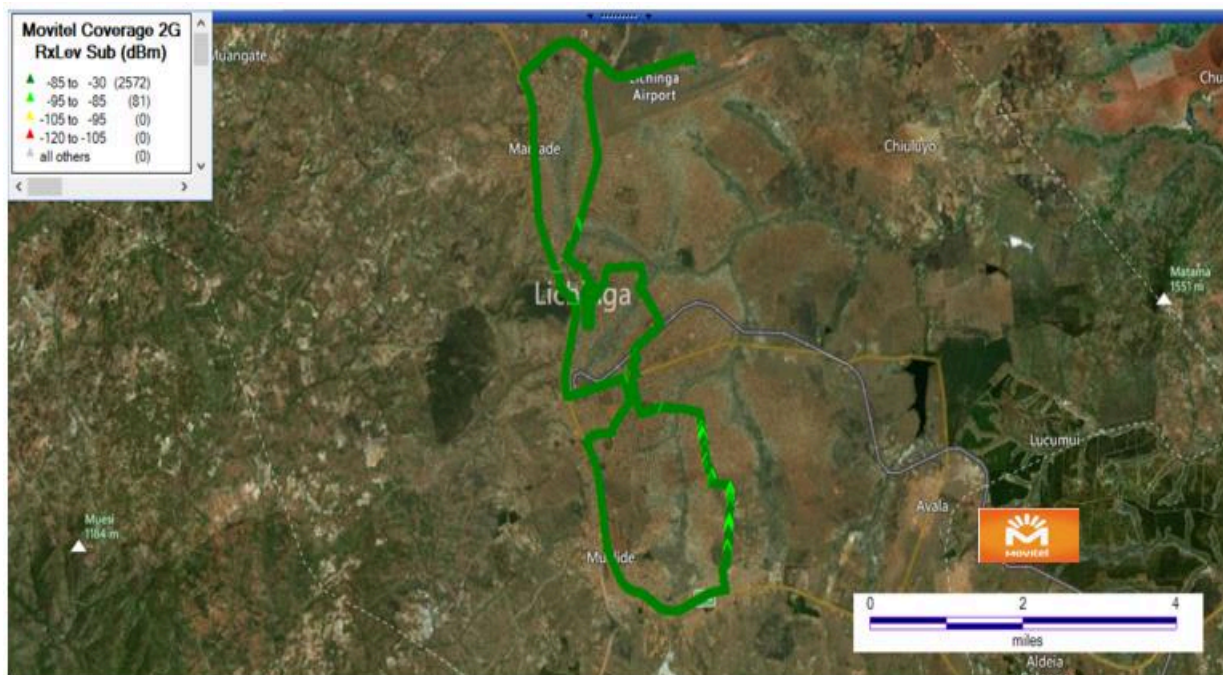 Movitel Coverage 2G
RxLev Sub (dBm)
-85 to -30 (2572)
-95 to -85 (81)
-105 to -95 (0)
-120 to -105 (0)
all others (0)
Muangate
Lichinga
Airport
Chiuluyo
Matama
1551 m
Lichinga
Lucumui
Avala
Muesi
1184 m
MOVITEL
0 2 4
miles
Aldeia